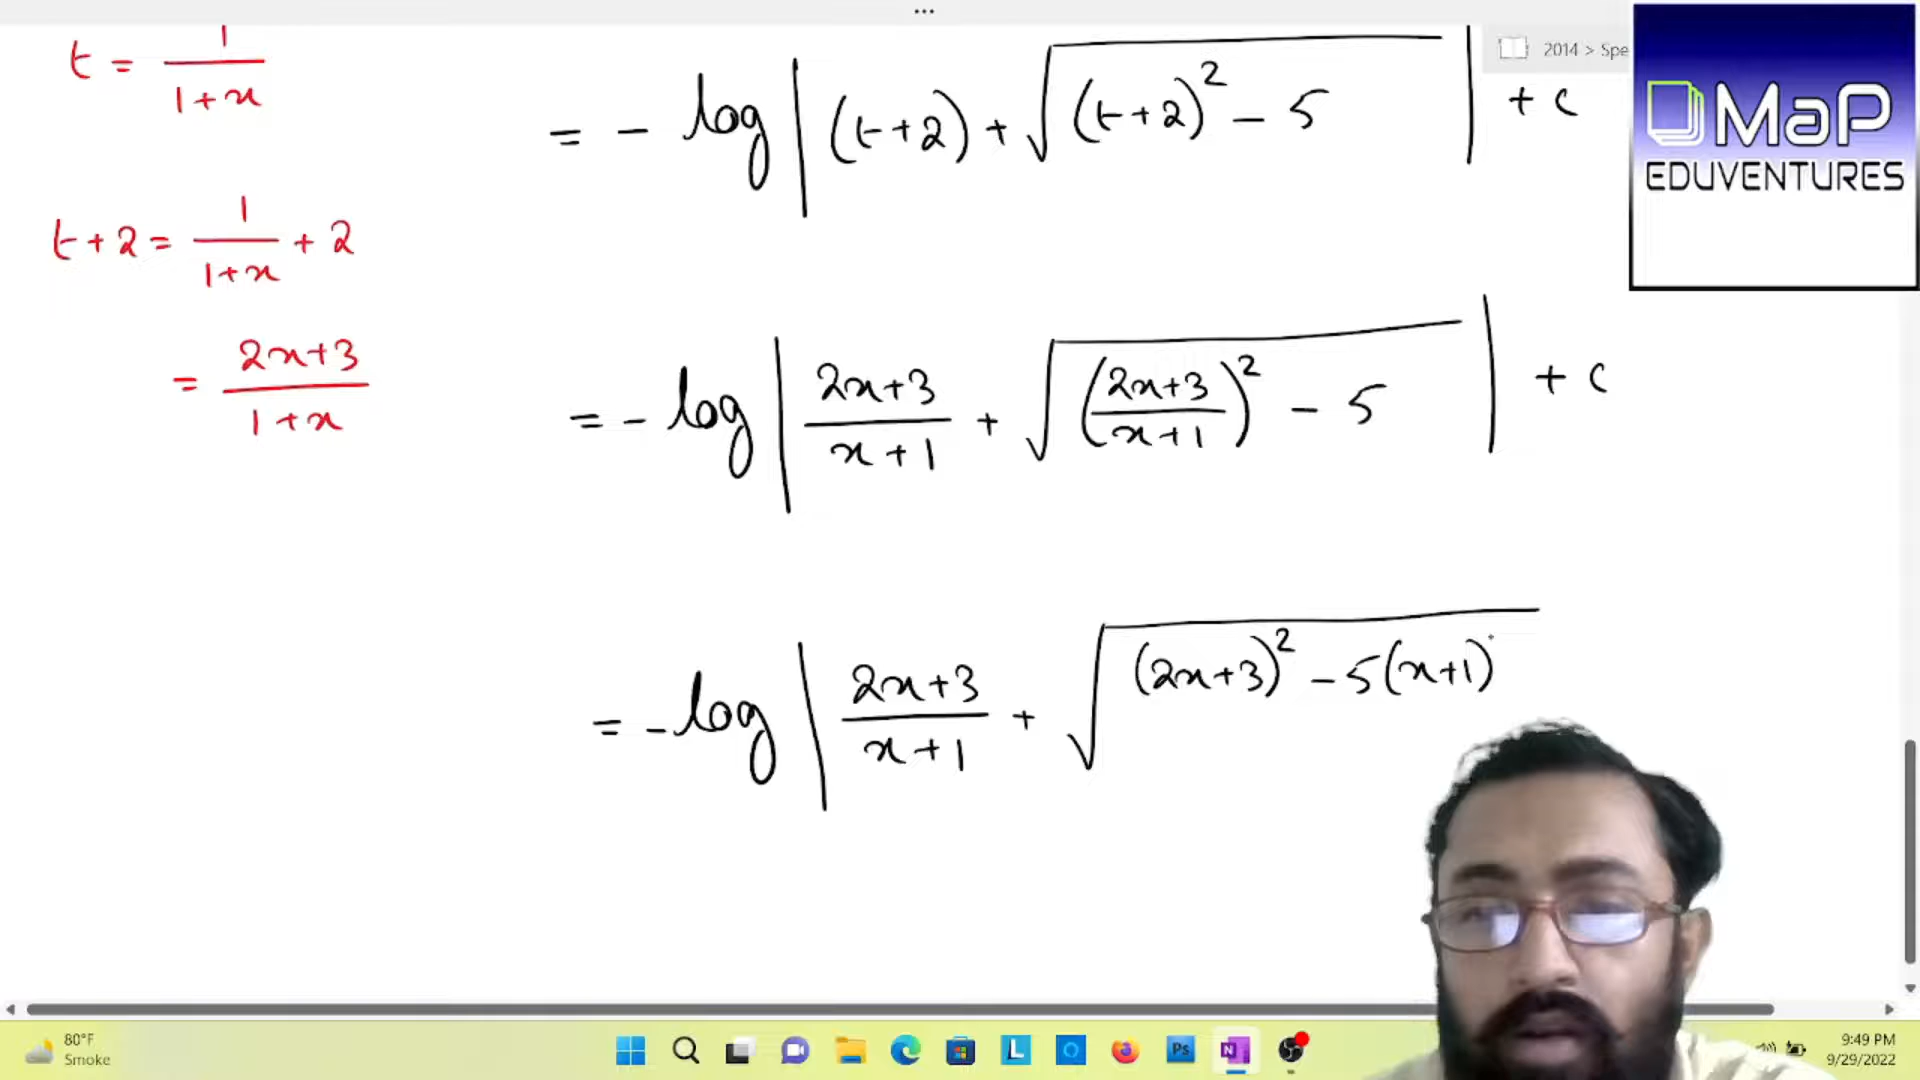 ...
t = 1/(1+x)
= - log |(t+2) + √((t+2)² - 5)| + c
2014 > Spe
MaP
EDUVENTURES
t+2 = 1/(1+x) + 2
= (2x+3)/(1+x)
= - log |(2x+3)/(x+1) + √(((2x+3)/(x+1))² - 5)| + c
= - log |(2x+3)/(x+1) + √((2x+3)² - 5(x+1)
80°F
Smoke
L
O
Ps
N
9:49 PM
9/29/2022